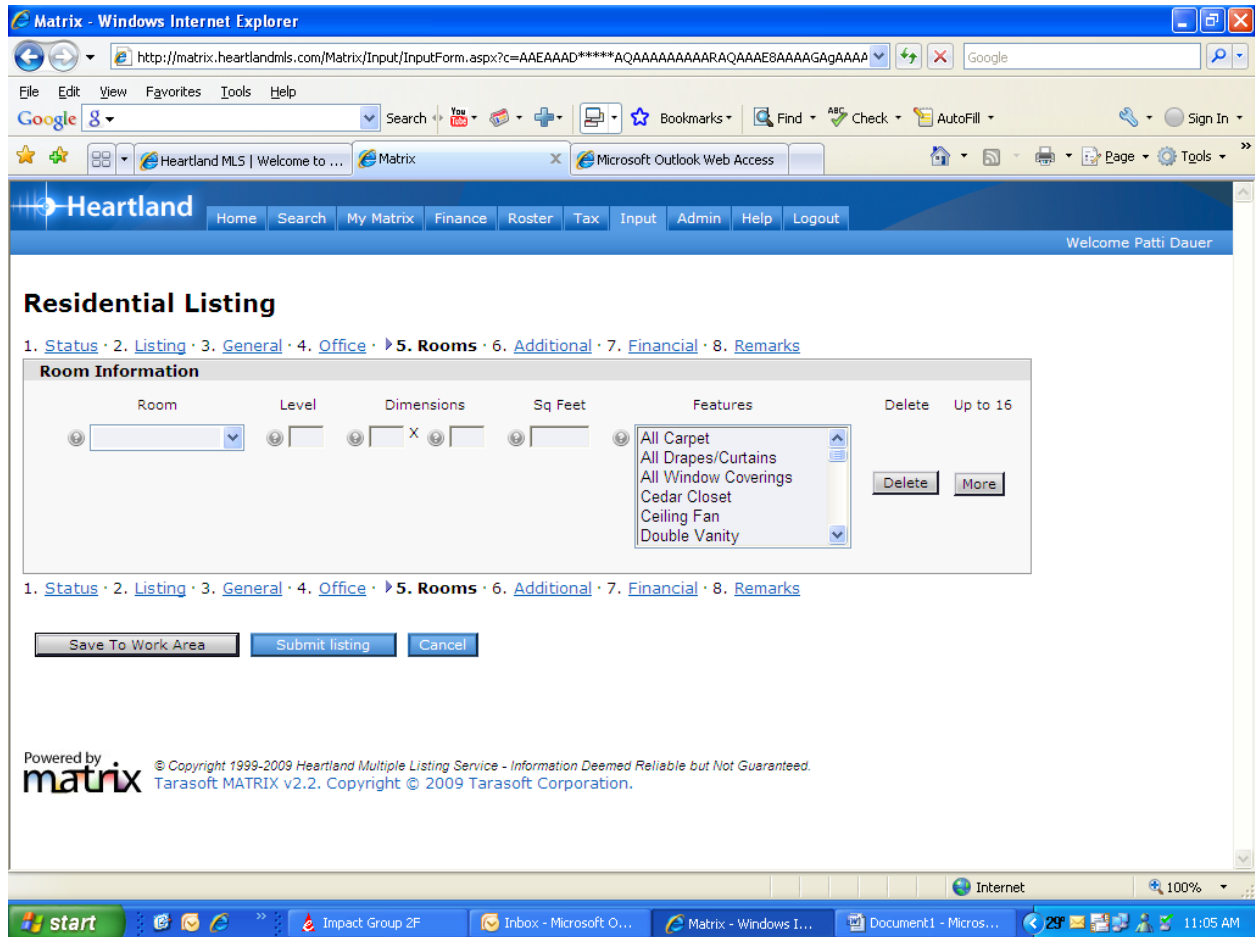 Matrix - Windows Internet Explorer
http://matrix.heartlandmls.com/Matrix/Input/InputForm.aspx?c=AAEAAAD*****AQAAAAAAAAARAQAAAE8AAAAGAgAAAA Google
File Edit View Favorites Tools Help
Google Search Bookmarks Find Check AutoFill Sign In
Heartland MLS | Welcome to ... Matrix Microsoft Outlook Web Access Page Tools
Heartland Home Search My Matrix Finance Roster Tax Input Admin Help Logout
Welcome Patti Dauer
Residential Listing
1. Status · 2. Listing · 3. General · 4. Office · 5. Rooms · 6. Additional · 7. Financial · 8. Remarks
Room Information
Room Level Dimensions Sq Feet Features Delete Up to 16
X
All Carpet
All Drapes/Curtains
All Window Coverings
Cedar Closet
Ceiling Fan
Double Vanity
Delete More
1. Status · 2. Listing · 3. General · 4. Office · 5. Rooms · 6. Additional · 7. Financial · 8. Remarks
Save To Work Area Submit listing Cancel
Powered by
matrix
© Copyright 1999-2009 Heartland Multiple Listing Service - Information Deemed Reliable but Not Guaranteed.
Tarasoft MATRIX v2.2. Copyright © 2009 Tarasoft Corporation.
Internet 100%
start Impact Group 2F Inbox - Microsoft O... Matrix - Windows I... Document1 - Micros... 29° 11:05 AM